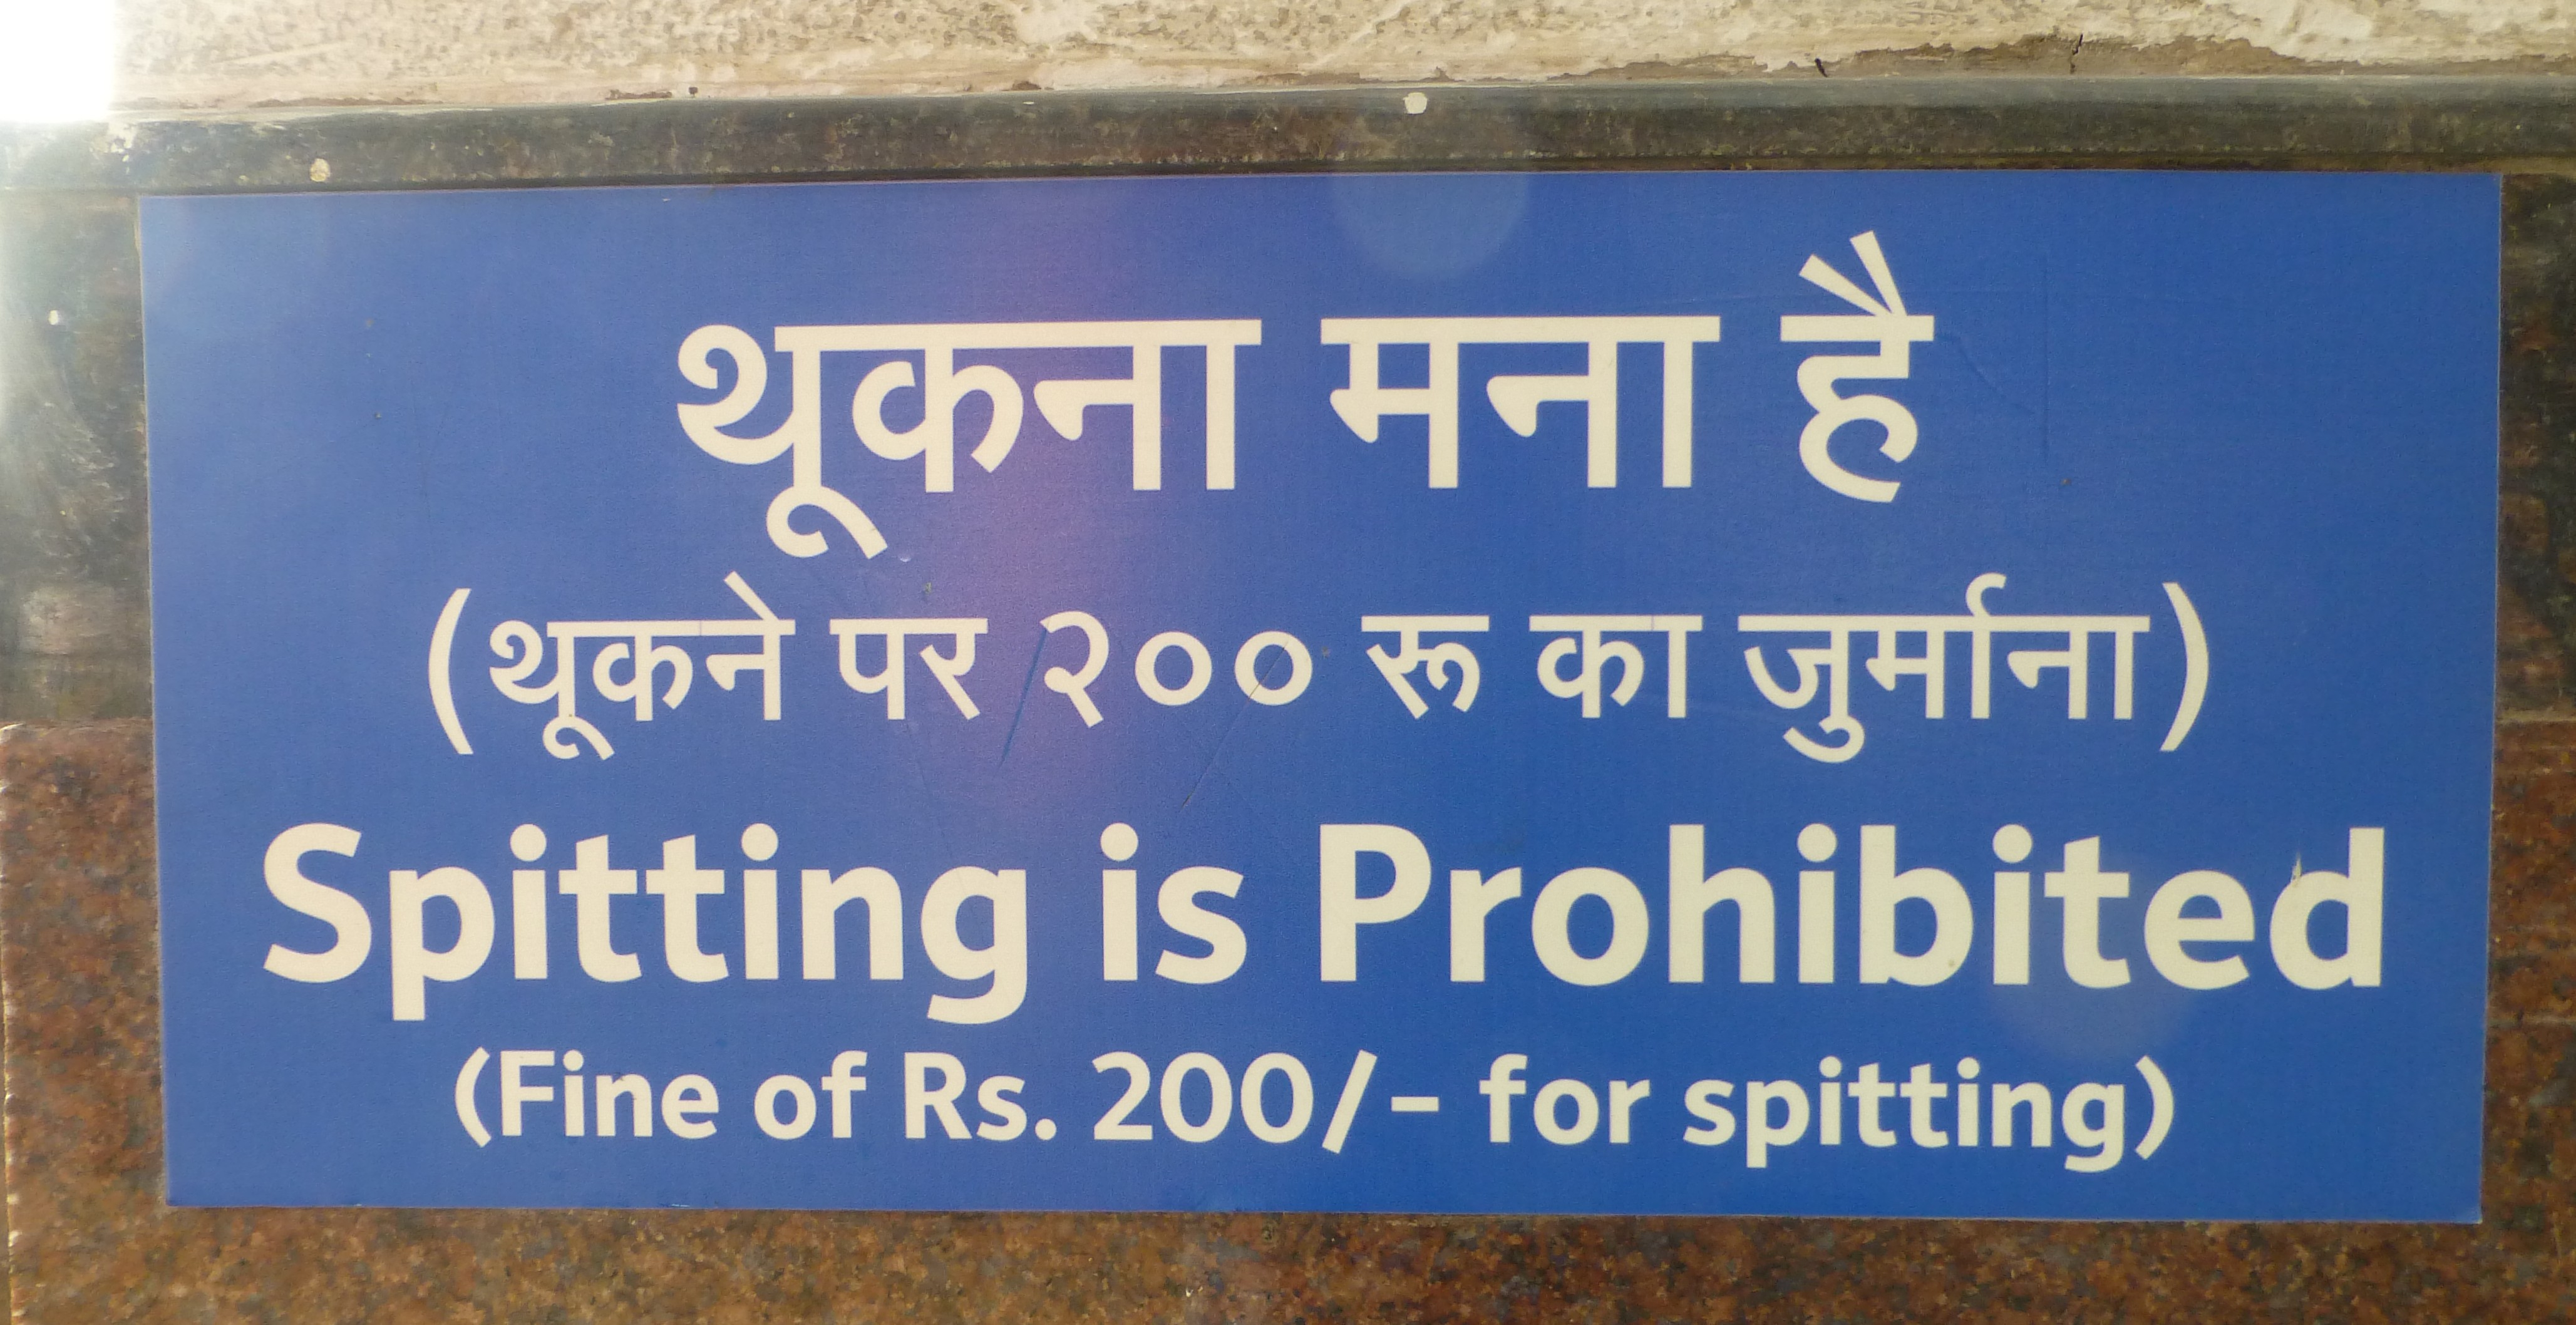 थूकना मना है
(थूकने पर २०० रू का जुर्माना)
Spitting is Prohibited
(Fine of Rs. 200/- for spitting)